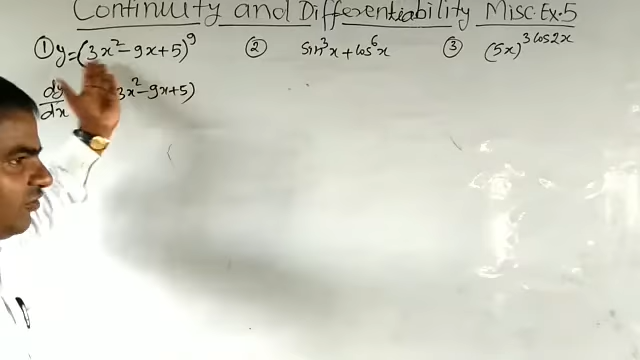 Continuity and Differentiability Misc. Ex. 5
① y=(3x²-9x+5)⁹ ② sin³x+cos⁶x ③ (5x)^3cos2x
dy/dx 3x²-9x+5)